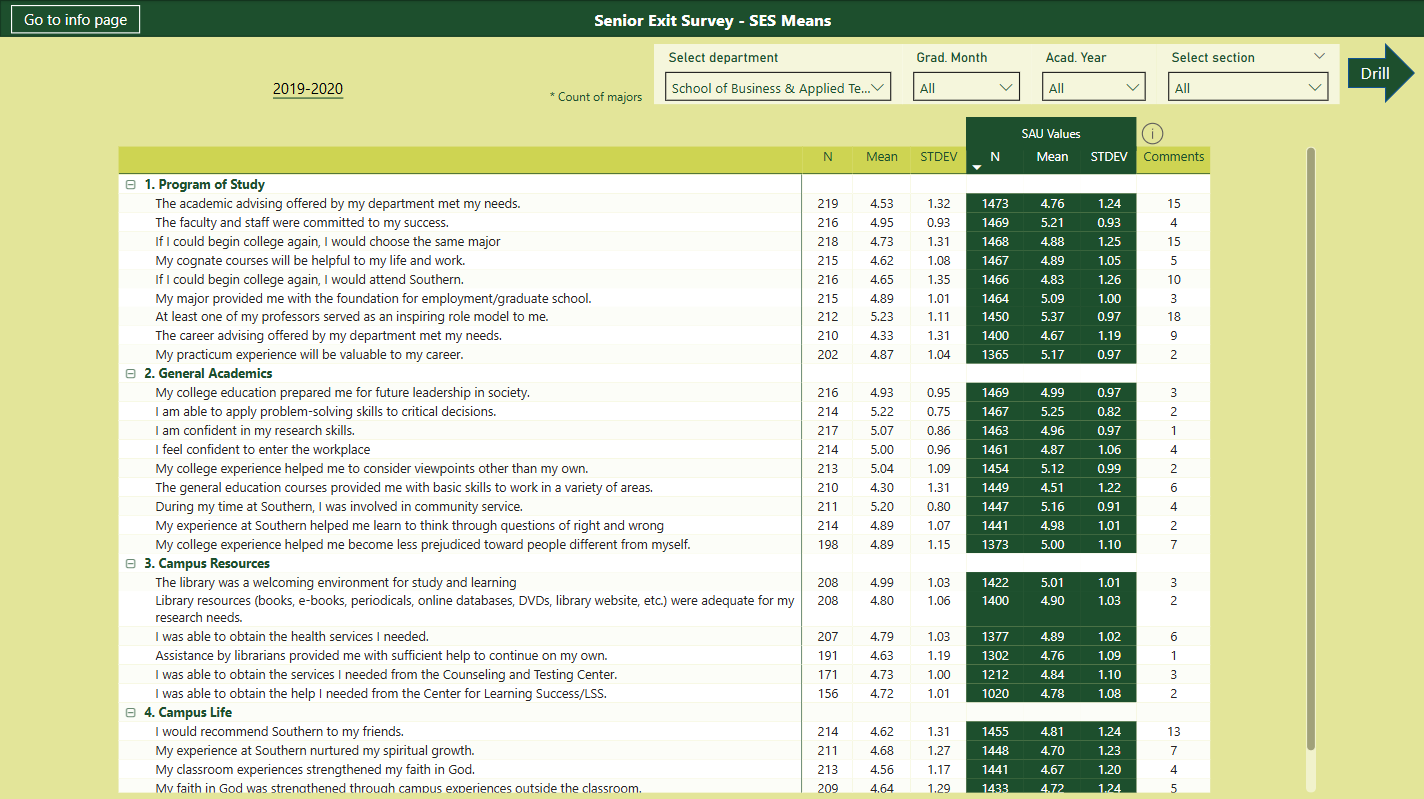 Go to info page
Senior Exit Survey - SES Means
2019-2020
* Count of majors
Select department
School of Business & Applied Te...
Grad. Month
All
Acad. Year
All
Select section
All
Drill
SAU Values
i
N Mean STDEV N Mean STDEV Comments
1. Program of Study
The academic advising offered by my department met my needs. 219 4.53 1.32 1473 4.76 1.24 15
The faculty and staff were committed to my success. 216 4.95 0.93 1469 5.21 0.93 4
If I could begin college again, I would choose the same major 218 4.73 1.31 1468 4.88 1.25 15
My cognate courses will be helpful to my life and work. 215 4.62 1.08 1467 4.89 1.05 5
If I could begin college again, I would attend Southern. 216 4.65 1.35 1466 4.83 1.26 10
My major provided me with the foundation for employment/graduate school. 215 4.89 1.01 1464 5.09 1.00 3
At least one of my professors served as an inspiring role model to me. 212 5.23 1.11 1450 5.37 0.97 18
The career advising offered by my department met my needs. 210 4.33 1.31 1400 4.67 1.19 9
My practicum experience will be valuable to my career. 202 4.87 1.04 1365 5.17 0.97 2
2. General Academics
My college education prepared me for future leadership in society. 216 4.93 0.95 1469 4.99 0.97 3
I am able to apply problem-solving skills to critical decisions. 214 5.22 0.75 1467 5.25 0.82 2
I am confident in my research skills. 217 5.07 0.86 1463 4.96 0.97 1
I feel confident to enter the workplace 214 5.00 0.96 1461 4.87 1.06 4
My college experience helped me to consider viewpoints other than my own. 213 5.04 1.09 1454 5.12 0.99 2
The general education courses provided me with basic skills to work in a variety of areas. 210 4.30 1.31 1449 4.51 1.22 6
During my time at Southern, I was involved in community service. 211 5.20 0.80 1447 5.16 0.91 4
My experience at Southern helped me learn to think through questions of right and wrong 214 4.89 1.07 1441 4.98 1.01 2
My college experience helped me become less prejudiced toward people different from myself. 198 4.89 1.15 1373 5.00 1.10 7
3. Campus Resources
The library was a welcoming environment for study and learning 208 4.99 1.03 1422 5.01 1.01 3
Library resources (books, e-books, periodicals, online databases, DVDs, library website, etc.) were adequate for my 208 4.80 1.06 1400 4.90 1.03 2
research needs.
I was able to obtain the health services I needed. 207 4.79 1.03 1377 4.89 1.02 6
Assistance by librarians provided me with sufficient help to continue on my own. 191 4.63 1.19 1302 4.76 1.09 1
I was able to obtain the services I needed from the Counseling and Testing Center. 171 4.73 1.00 1212 4.84 1.10 3
I was able to obtain the help I needed from the Center for Learning Success/LSS. 156 4.72 1.01 1020 4.78 1.08 2
4. Campus Life
I would recommend Southern to my friends. 214 4.62 1.31 1455 4.81 1.24 13
My experience at Southern nurtured my spiritual growth. 211 4.68 1.27 1448 4.70 1.23 7
My classroom experiences strengthened my faith in God. 213 4.56 1.17 1441 4.67 1.20 4
My faith in God was strengthened through campus experiences outside the classroom. 209 4.64 1.29 1433 4.72 1.24 5